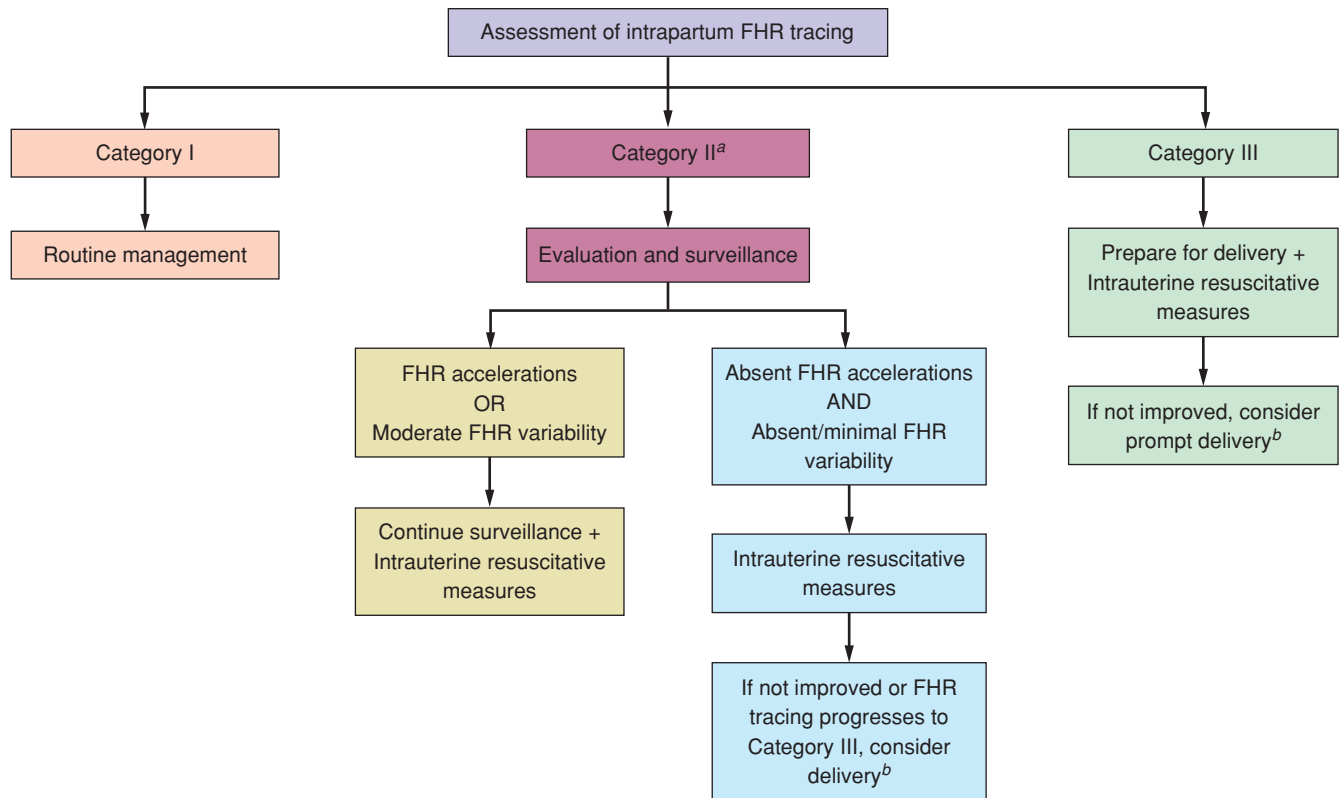 Assessment of intrapartum FHR tracing
Category I
Routine management
Category IIa
Evaluation and surveillance
FHR accelerations
OR
Moderate FHR variability
Continue surveillance +
Intrauterine resuscitative
measures
Absent FHR accelerations
AND
Absent/minimal FHR
variability
Intrauterine resuscitative
measures
If not improved or FHR
tracing progresses to
Category III, consider
deliveryb
Category III
Prepare for delivery +
Intrauterine resuscitative
measures
If not improved, consider
prompt deliveryb